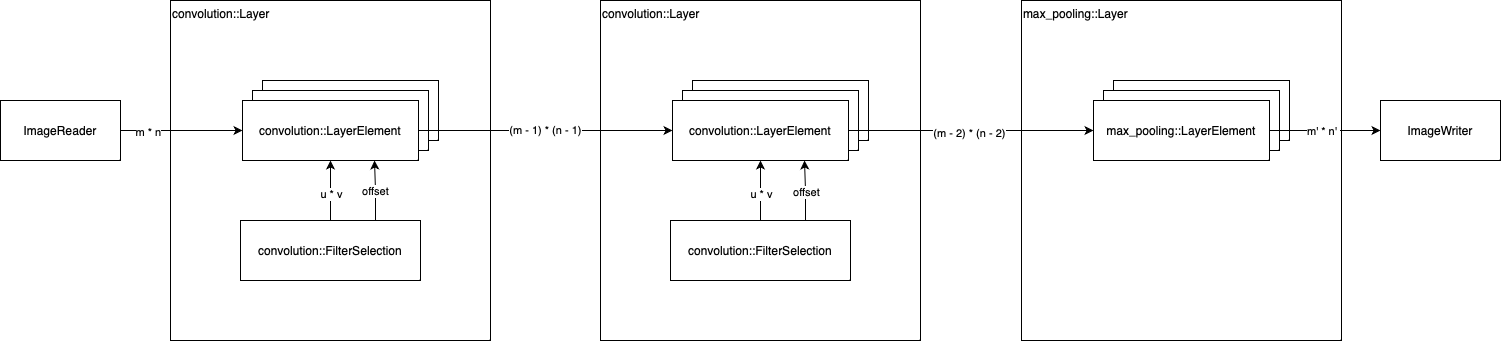 convolution::Layer
convolution::Layer
max_pooling::Layer
ImageReader
m * n
convolution::LayerElement
(m - 1) * (n - 1)
convolution::LayerElement
(m - 2) * (n - 2)
max_pooling::LayerElement
m' * n'
ImageWriter
u * v
offset
u * v
offset
convolution::FilterSelection
convolution::FilterSelection